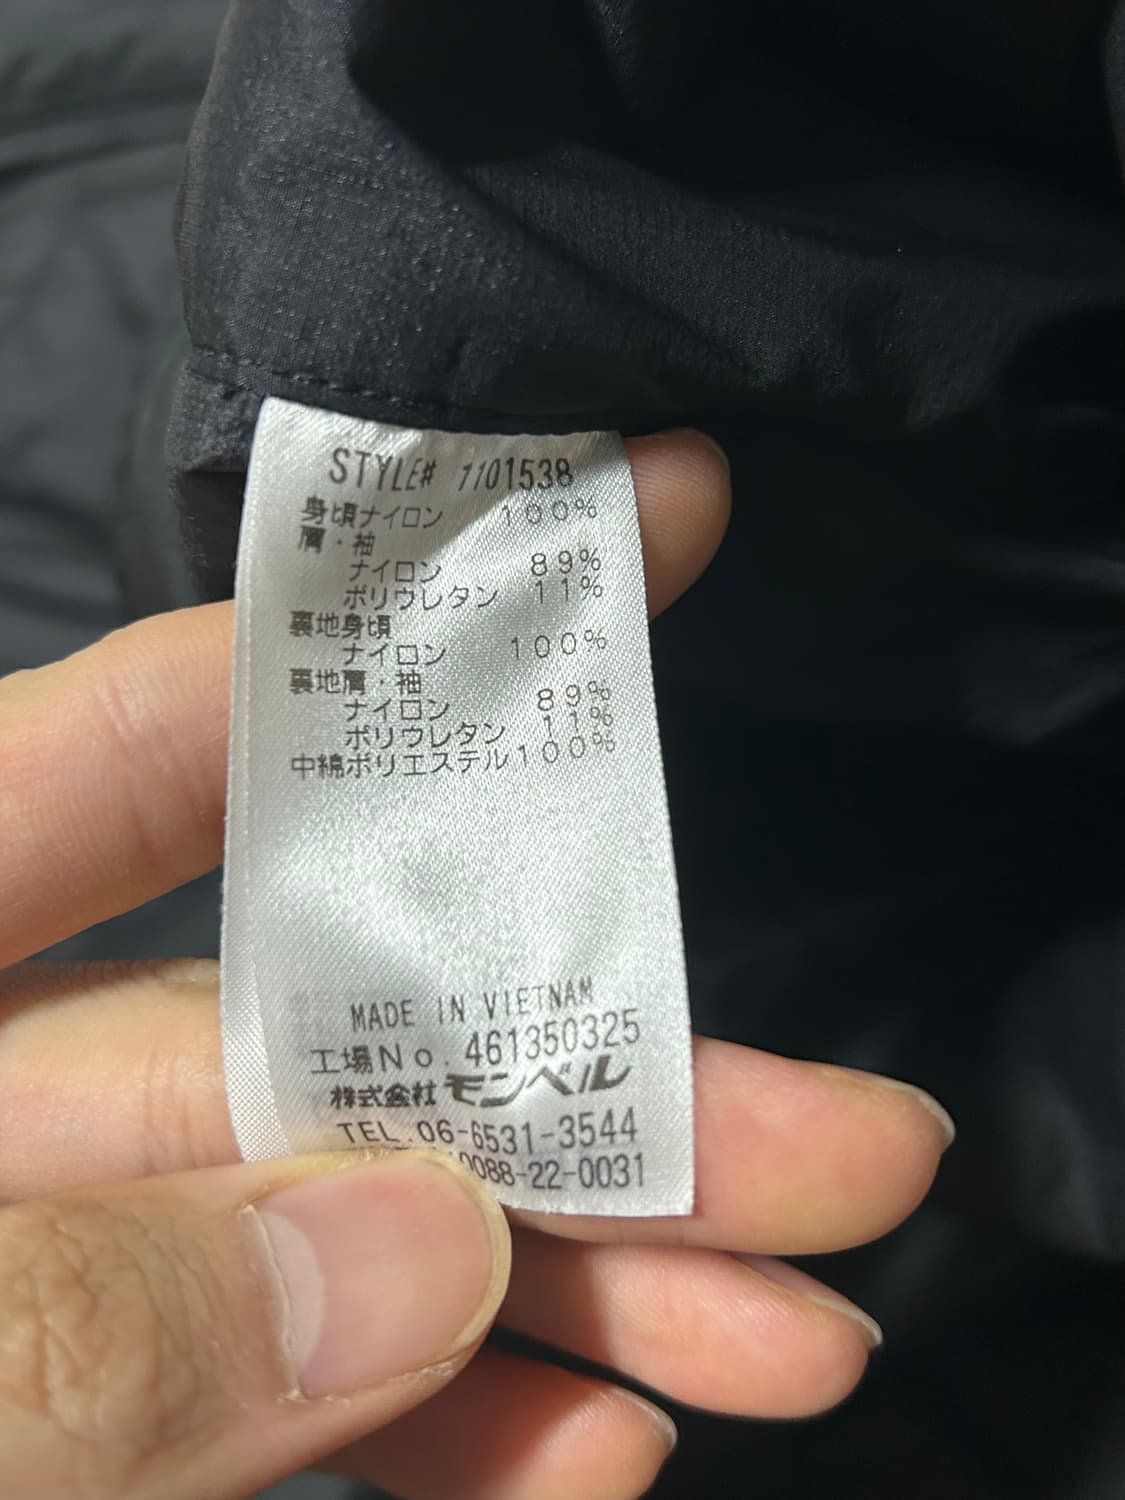 STYLE# 1101538
身頃ナイロン 100%
肩・袖
ナイロン 89%
ポリウレタン 11%
裏地身頃
ナイロン 100%
裏地肩・袖
ナイロン 89%
ポリウレタン 11%
中綿ポリエステル100%
MADE IN VIETNAM
工場No. 461350325
株式会社モンベル
TEL.06-6531-3544
0088-22-0031